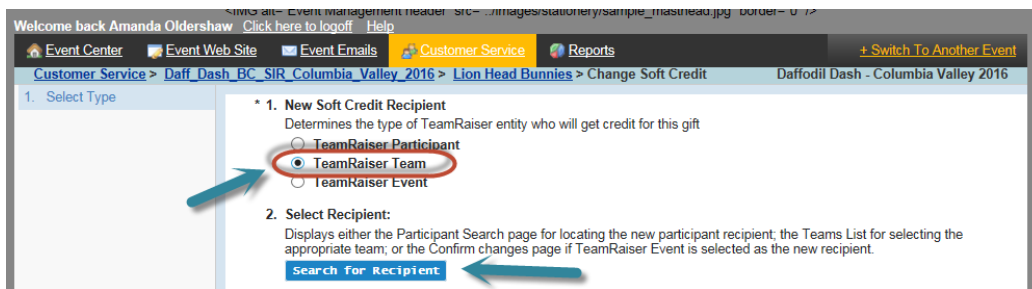 <IMG alt="Event Management header" src="../images/stationery/sample_masthead.jpg" border="0" />
Welcome back Amanda Oldershaw Click here to logoff Help
Event Center Event Web Site Event Emails Customer Service Reports + Switch To Another Event
Customer Service > Daff_Dash_BC_SIR_Columbia_Valley_2016 > Lion Head Bunnies > Change Soft Credit Daffodil Dash - Columbia Valley 2016
1. Select Type
* 1. New Soft Credit Recipient
Determines the type of TeamRaiser entity who will get credit for this gift
TeamRaiser Participant
TeamRaiser Team
TeamRaiser Event
2. Select Recipient:
Displays either the Participant Search page for locating the new participant recipient; the Teams List for selecting the
appropriate team; or the Confirm changes page if TeamRaiser Event is selected as the new recipient.
Search for Recipient